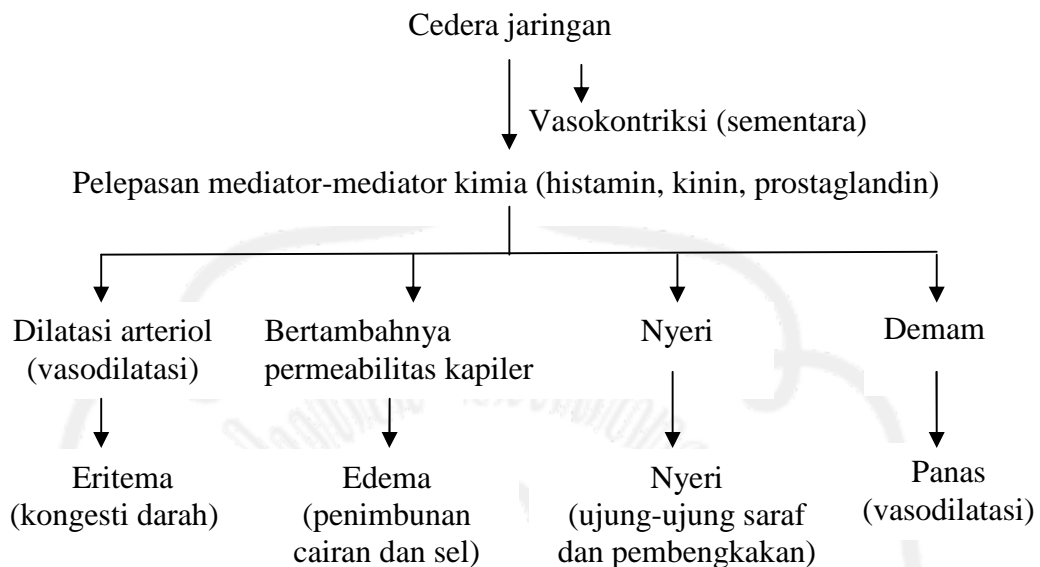 Cedera jaringan
Vasokontriksi (sementara)
Pelepasan mediator-mediator kimia (histamin, kinin, prostaglandin)
Dilatasi arteriol
(vasodilatasi)
Bertambahnya
permeabilitas kapiler
Nyeri
Demam
Eritema
(kongesti darah)
Edema
(penimbunan
cairan dan sel)
Nyeri
(ujung-ujung saraf
dan pembengkakan)
Panas
(vasodilatasi)